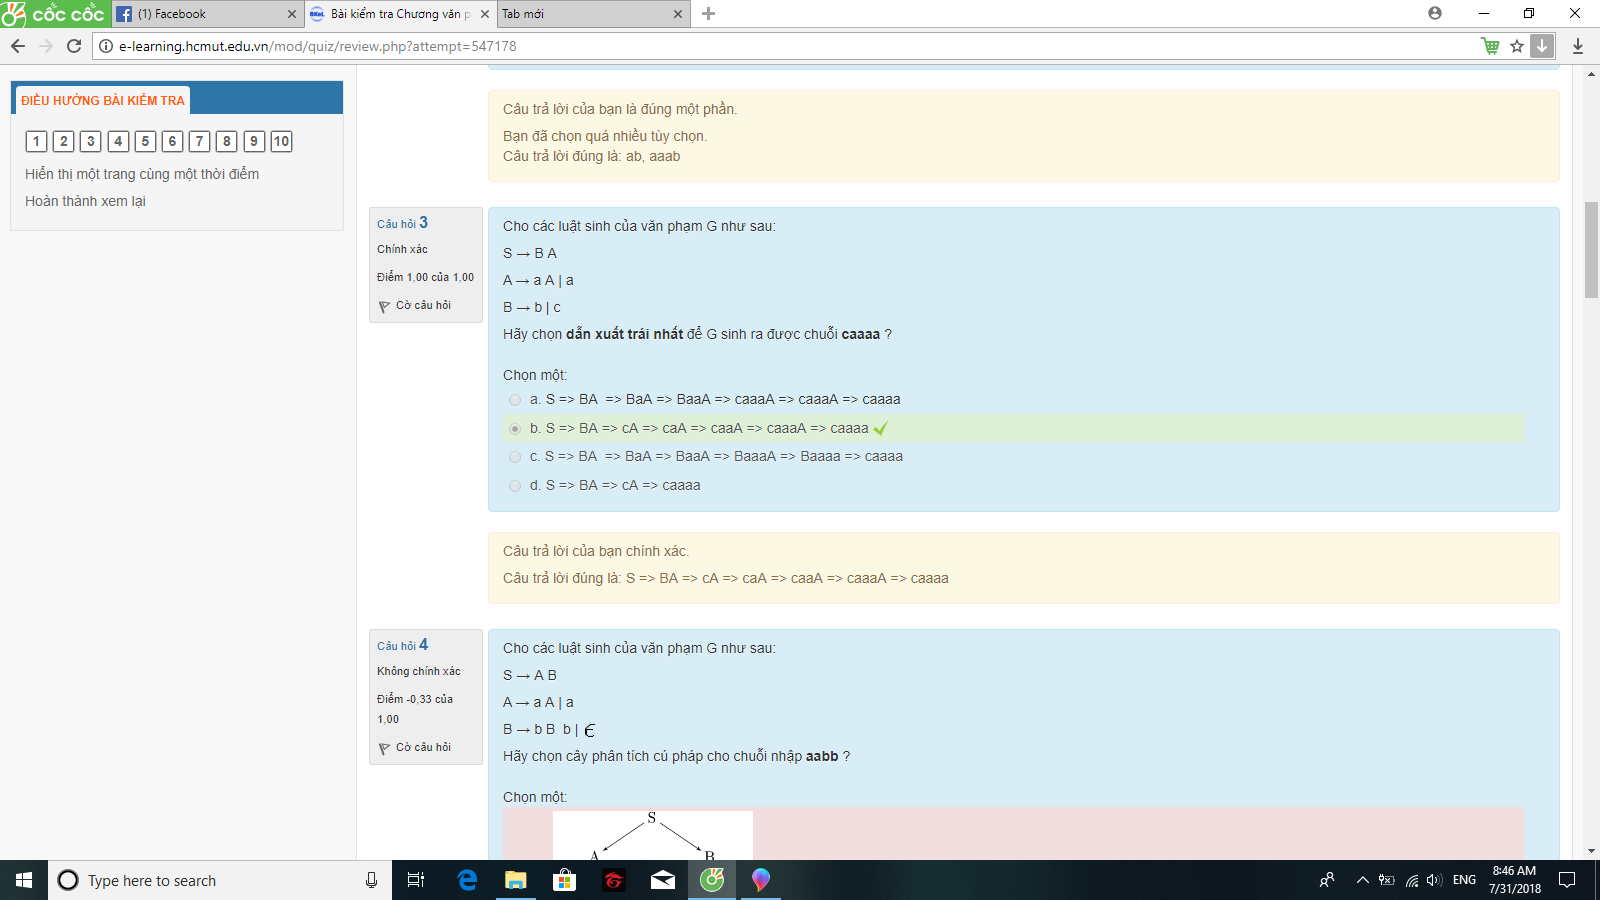 cốc cốc
(1) Facebook
Bài kiểm tra Chương văn p
Tab mới
e-learning.hcmut.edu.vn/mod/quiz/review.php?attempt=547178
ĐIỀU HƯỚNG BÀI KIỂM TRA
1 2 3 4 5 6 7 8 9 10
Hiển thị một trang cùng một thời điểm
Hoàn thành xem lại
Câu trả lời của bạn là đúng một phần.
Bạn đã chọn quá nhiều tùy chọn.
Câu trả lời đúng là: ab, aaab
Câu hỏi 3
Chính xác
Điểm 1,00 của 1,00
Cờ câu hỏi
Cho các luật sinh của văn phạm G như sau:
S → B A
A → a A | a
B → b | c
Hãy chọn dẫn xuất trái nhất để G sinh ra được chuỗi caaaa ?
Chọn một:
a. S => BA => BaA => BaaA => caaaA => caaaA => caaaa
b. S => BA => cA => caA => caaA => caaaA => caaaa
c. S => BA => BaA => BaaA => BaaaA => Baaaa => caaaa
d. S => BA => cA => caaaa
Câu trả lời của bạn chính xác.
Câu trả lời đúng là: S => BA => cA => caA => caaA => caaaA => caaaa
Câu hỏi 4
Không chính xác
Điểm -0,33 của
1,00
Cờ câu hỏi
Cho các luật sinh của văn phạm G như sau:
S → A B
A → a A | a
B → b B b | ϵ
Hãy chọn cây phân tích cú pháp cho chuỗi nhập aabb ?
Chọn một:
S
A B
Type here to search
ENG
8:46 AM
7/31/2018